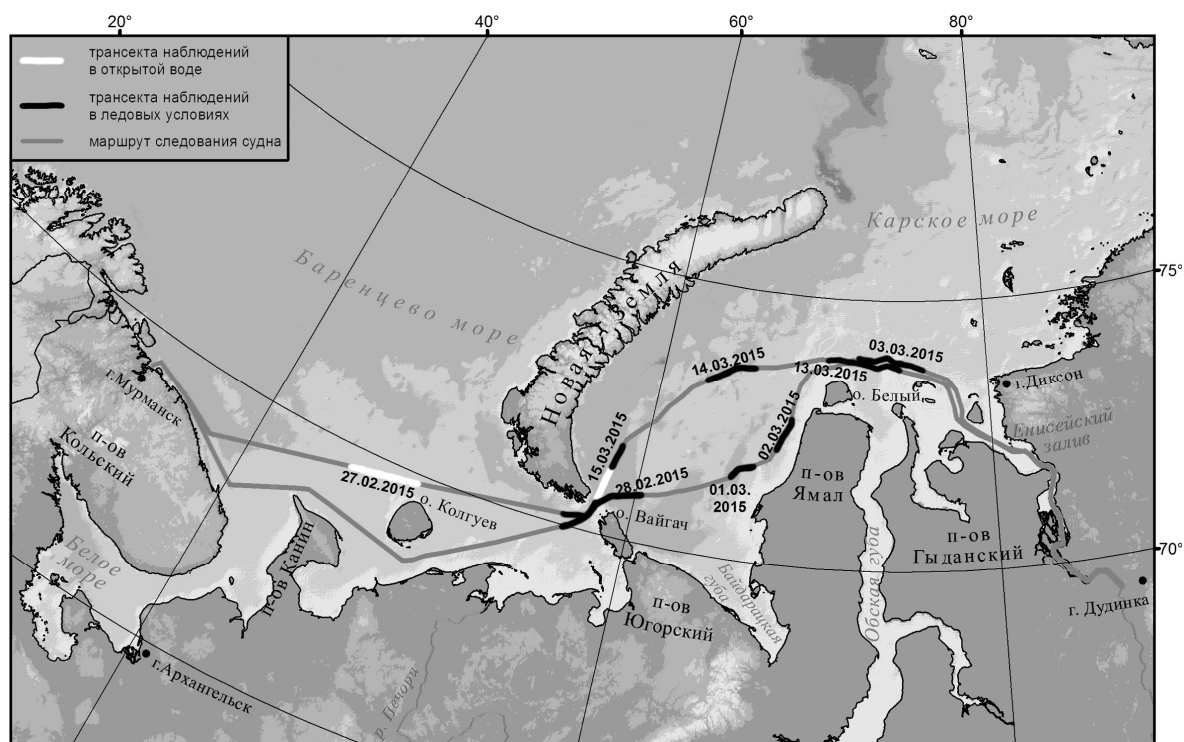 20°
40°
60°
80°
трансекта наблюдений
в открытой воде
трансекта наблюдений
в ледовых условиях
маршрут следования судна
Карское море
75°
Баренцево море
Новая Земля
14.03.2015
03.03.2015
13.03.2015
г.Диксон
о. Белый
г.Мурманск
Енисейский
залив
п-ов
Кольский
15.03.2015
02.03.2015
27.02.2015
о. Колгуев
28.02.2015
01.03.
2015
п-ов
Ямал
о. Вайгач
п-ов
Гыданский
70°
Белое
море
п-ов Канин
Байдарацкая
губа
Обская губа
п-ов
Югорский
г. Дудинка
г.Архангельск
р. Печора